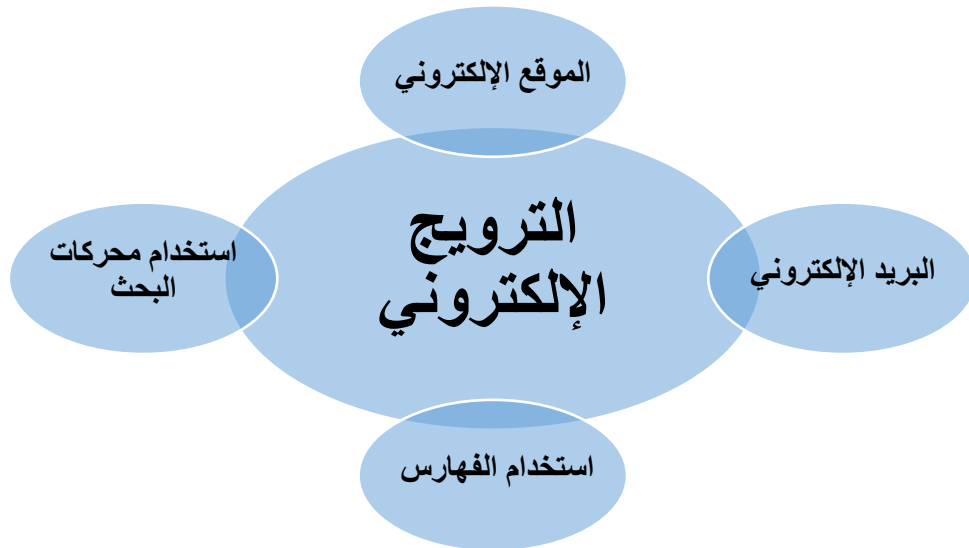 الموقع الإلكتروني
الترويج
الإلكتروني
البريد الإلكتروني
استخدام محركات
البحث
استخدام الفهارس